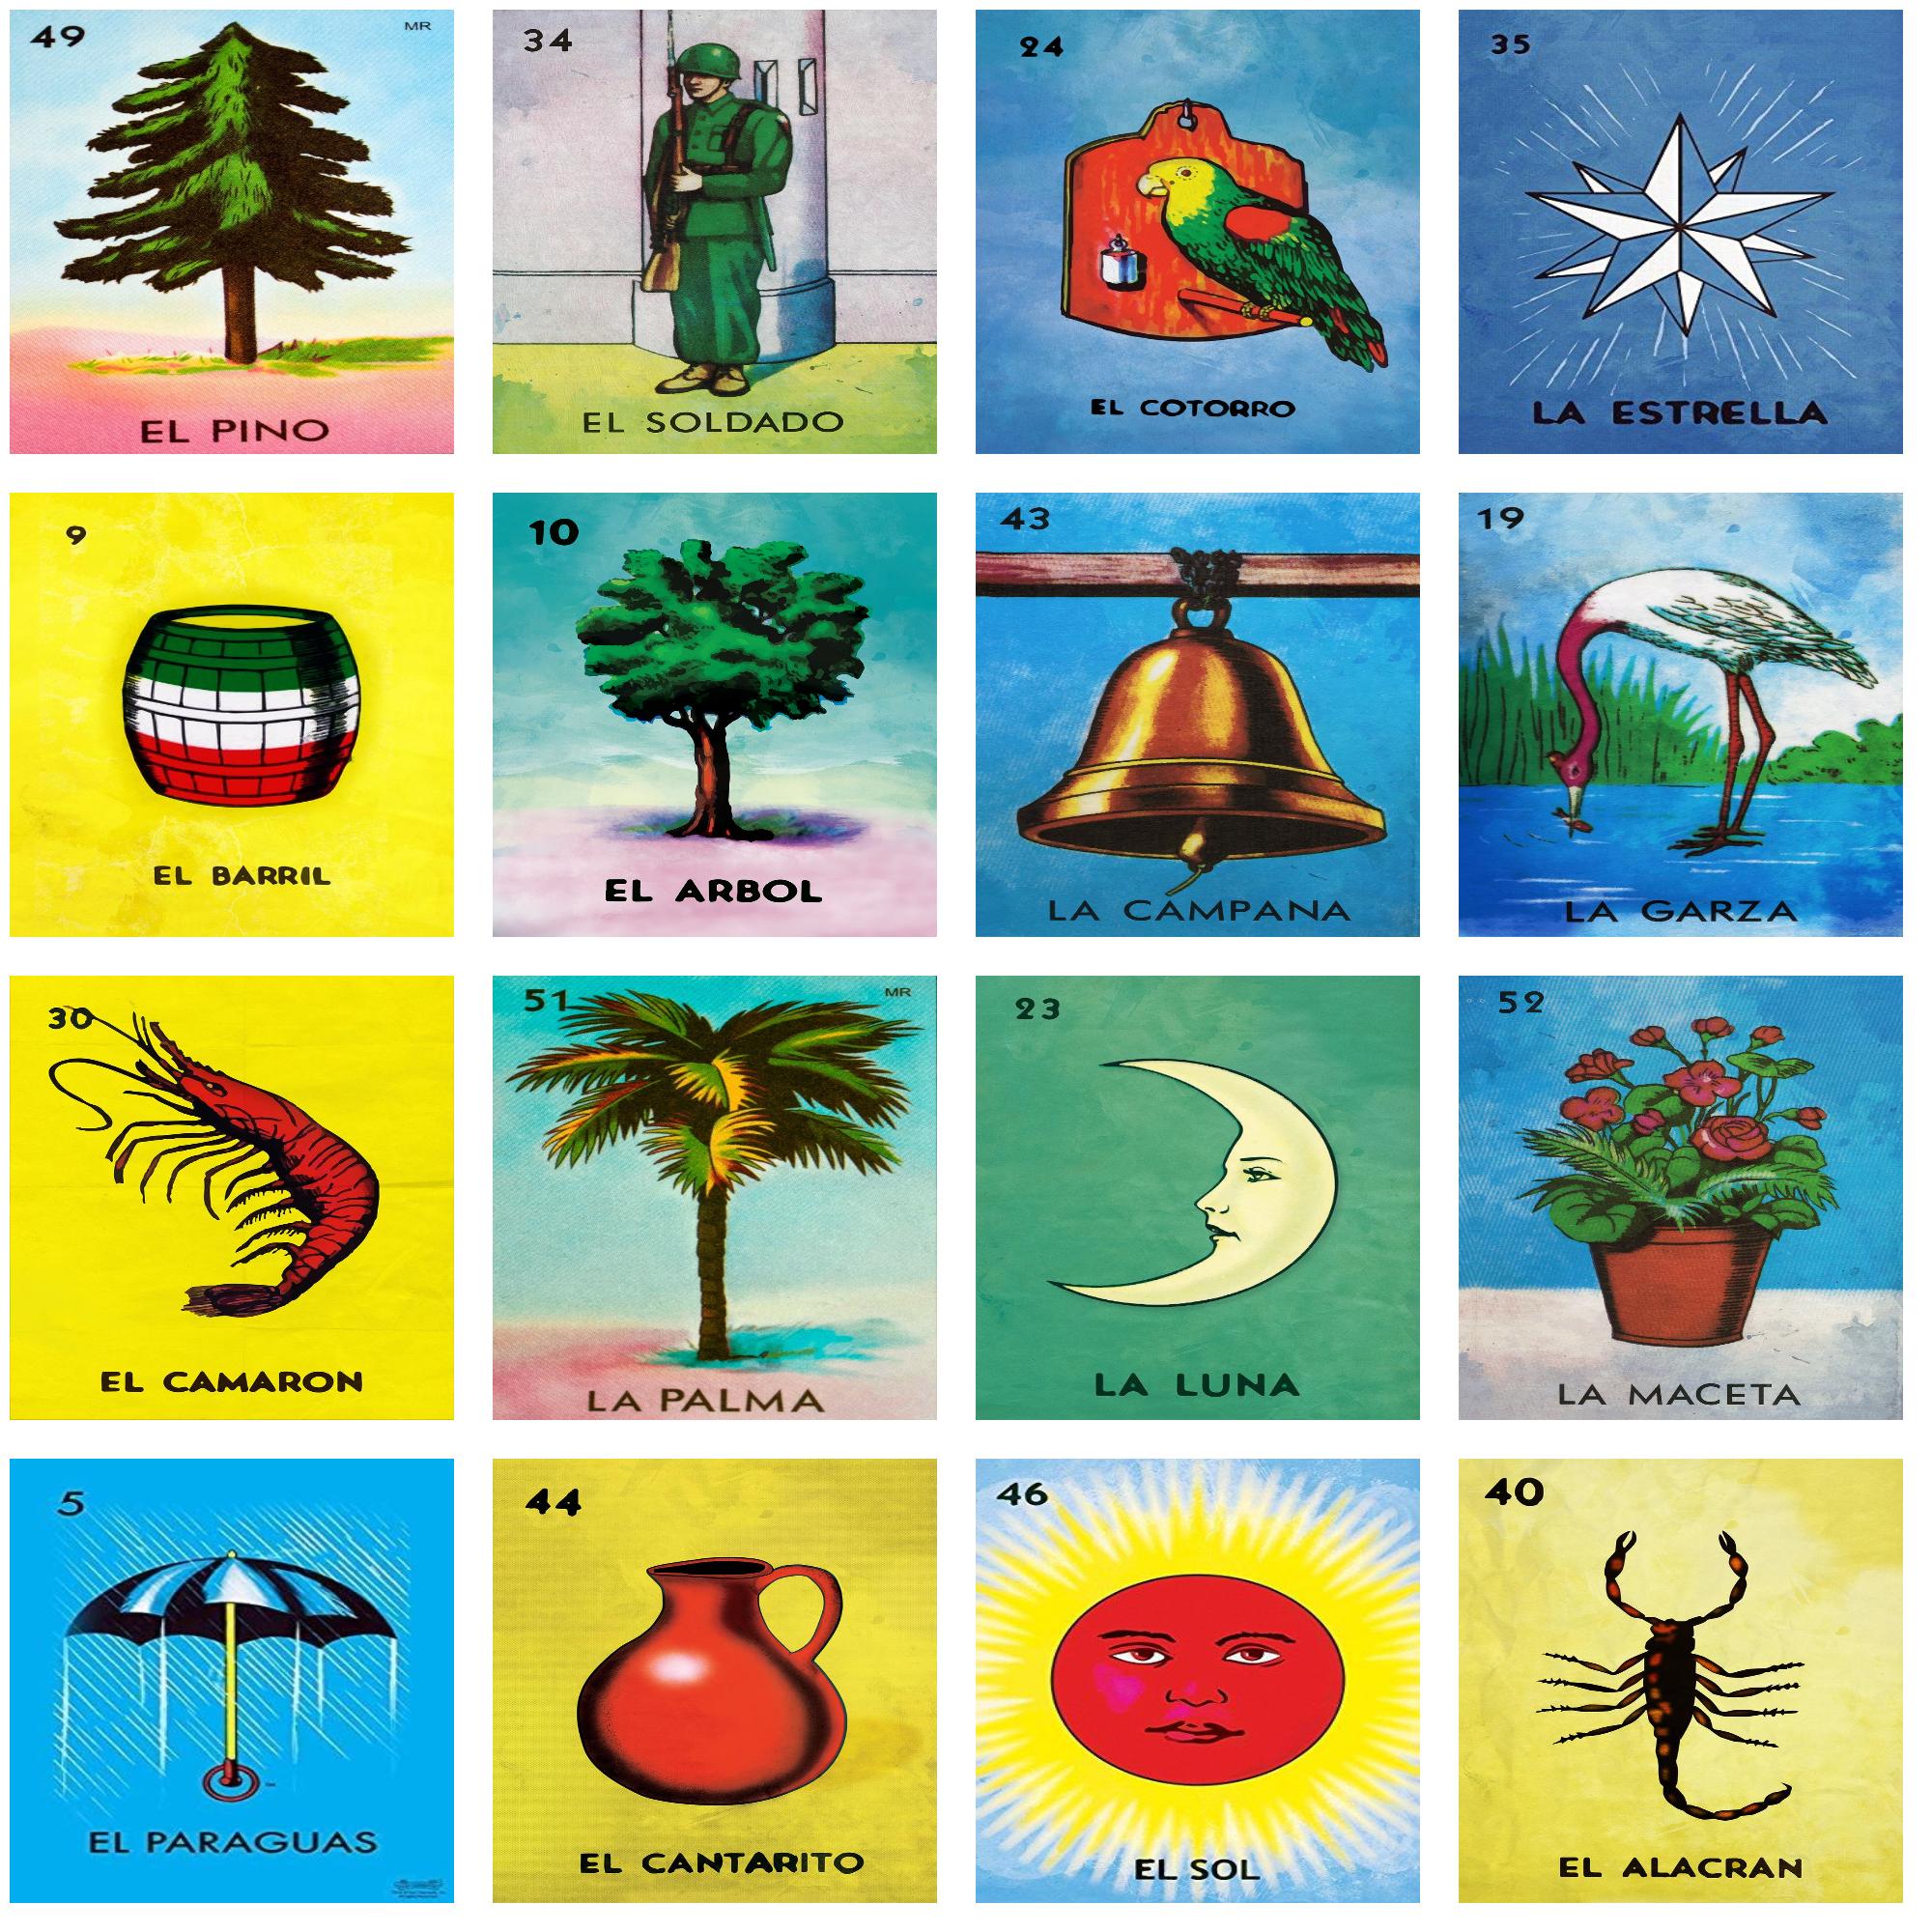 49
MR
EL PINO
34
EL SOLDADO
24
EL COTORRO
35
LA ESTRELLA
9
EL BARRIL
10
EL ARBOL
43
LA CAMPANA
19
LA GARZA
30
EL CAMARON
51
MR
LA PALMA
23
LA LUNA
52
LA MACETA
5
EL PARAGUAS
44
EL CANTARITO
46
EL SOL
40
EL ALACRAN